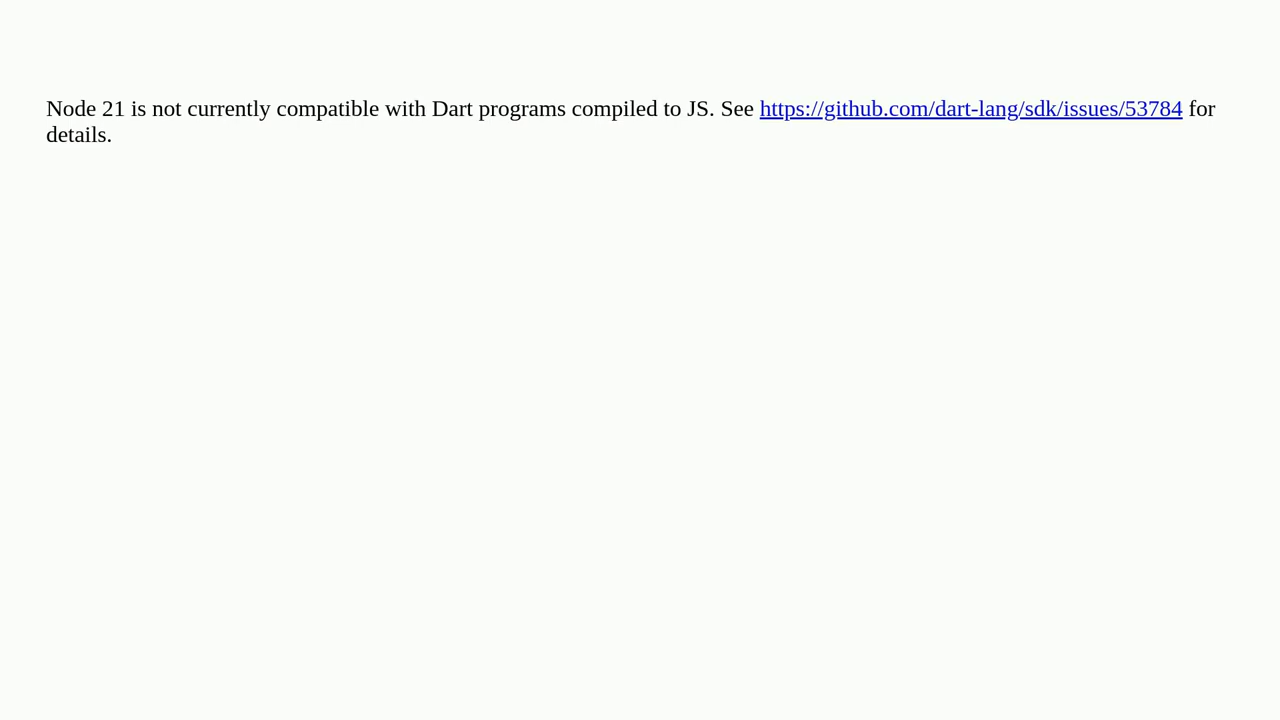 Node 21 is not currently compatible with Dart programs compiled to JS. See https://github.com/dart-lang/sdk/issues/53784 for
details.